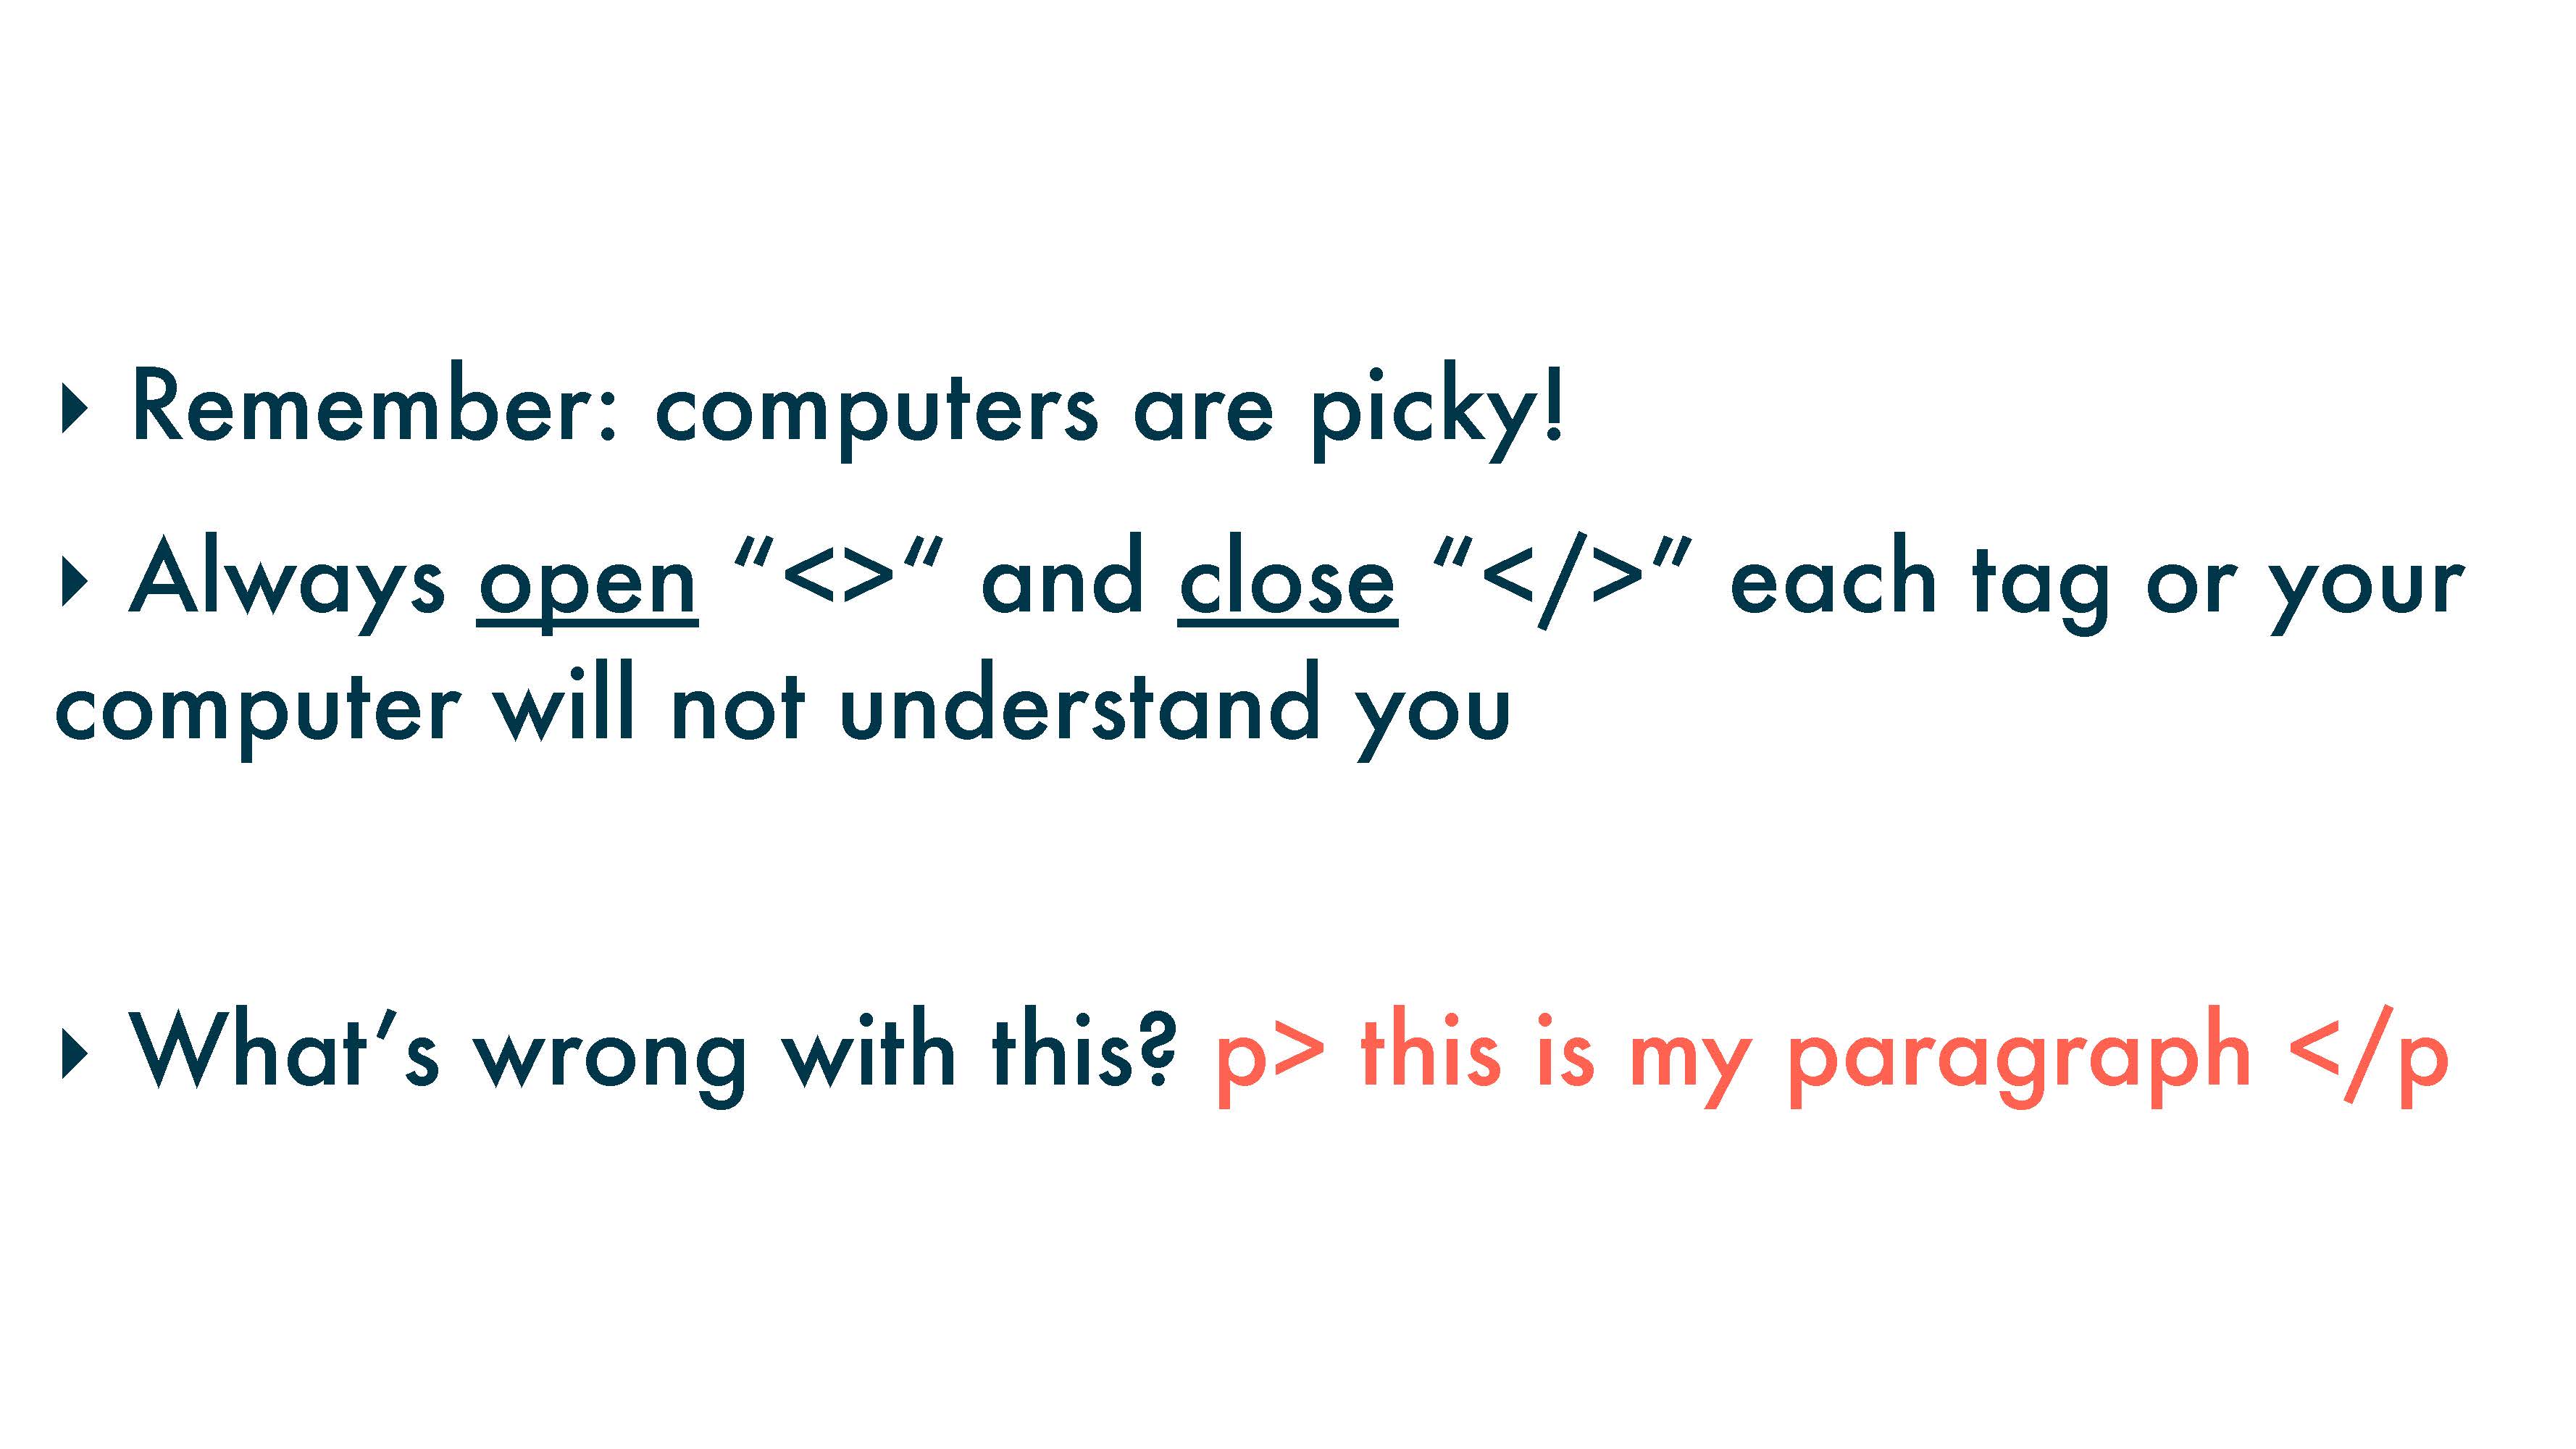 ‣ Remember: computers are picky!
‣ Always open “<>“ and close “</>” each tag or your
computer will not understand you
‣ What’s wrong with this? p> this is my paragraph </p